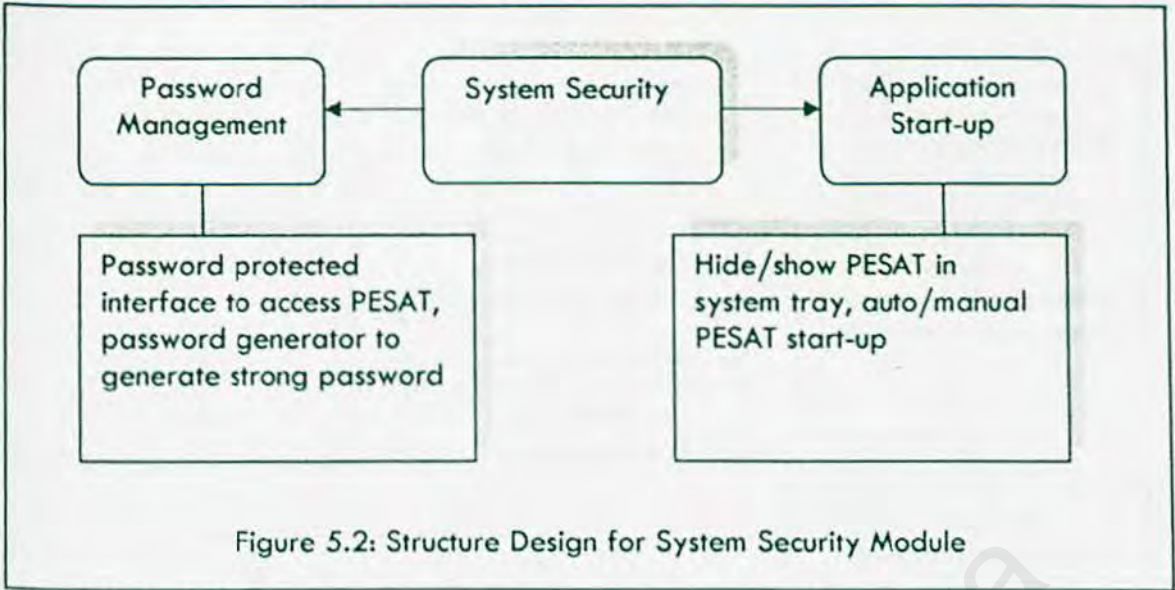 Password
Management
System Security
Application
Start-up
Password protected
interface to access PESAT,
password generator to
generate strong password
Hide/show PESAT in
system tray, auto/manual
PESAT start-up
Figure 5.2: Structure Design for System Security Module